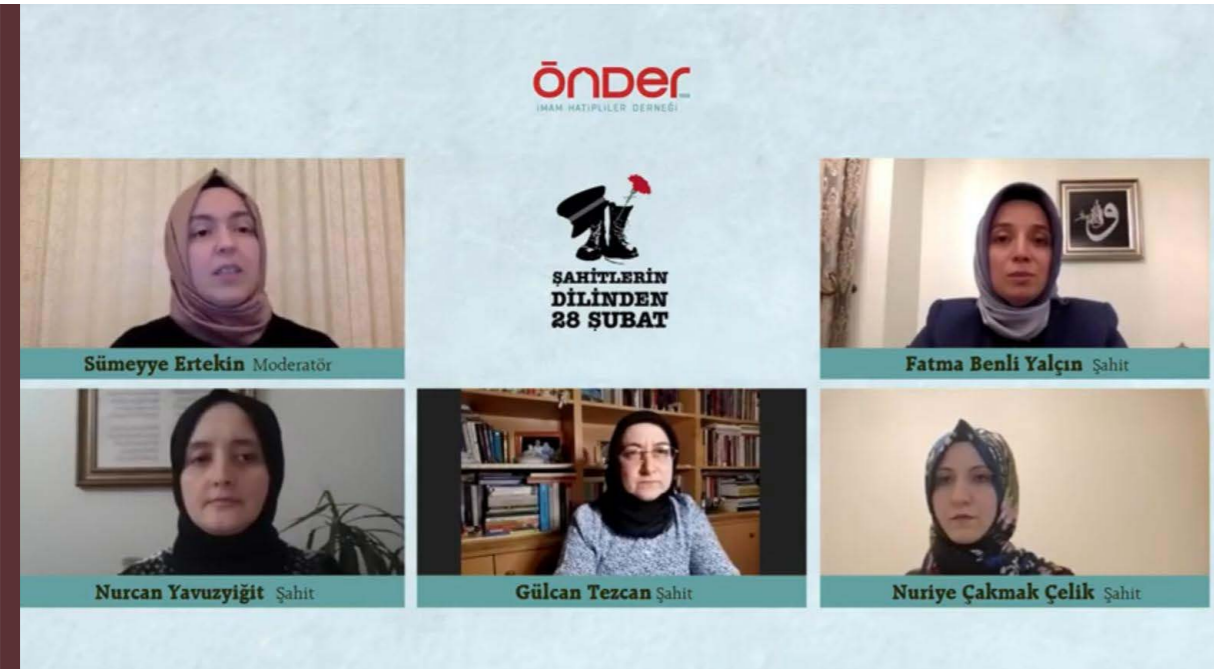 ÖNDER
İMAM HATİPLİLER DERNEĞİ
ŞAHİTLERİN
DİLİNDEN
28 ŞUBAT
Sümeyye Ertekin Moderatör
Fatma Benli Yalçın Şahit
Nurcan Yavuzyiğit Şahit
Gülcan Tezcan Şahit
Nuriye Çakmak Çelik Şahit